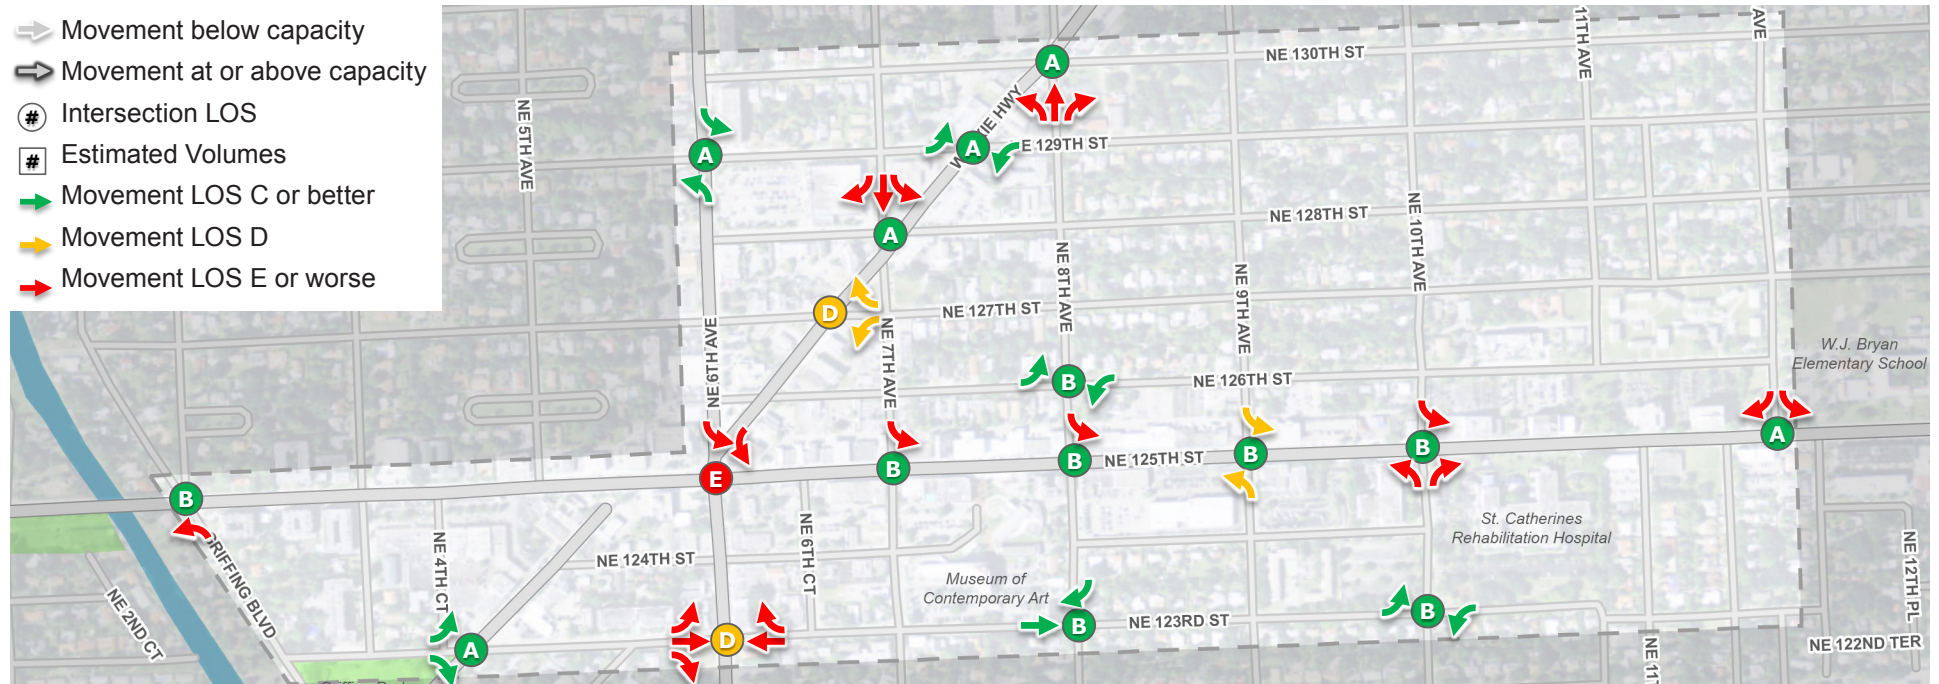 Movement below capacity
Movement at or above capacity
# Intersection LOS
# Estimated Volumes
Movement LOS C or better
Movement LOS D
Movement LOS E or worse
11TH AVE
AVE
A
NE 130TH ST
NE 5TH AVE
KIE HWY
A
A
E 129TH ST
NE 128TH ST
NE 10TH AVE
A
NE 8TH AVE
NE 9TH AVE
D
NE 127TH ST
NE 6TH AVE
NE 7TH AVE
W.J. Bryan
Elementary School
B
NE 126TH ST
A
B
B
B
B
NE 125TH ST
E
B
GRIFFING BLVD
NE 4TH CT
NE 6TH CT
St. Catherines
Rehabilitation Hospital
NE 12TH PL
NE 124TH ST
NE 2ND CT
Museum of
Contemporary Art
B
B
NE 123RD ST
A
D
NE 122ND TER
NE 11T